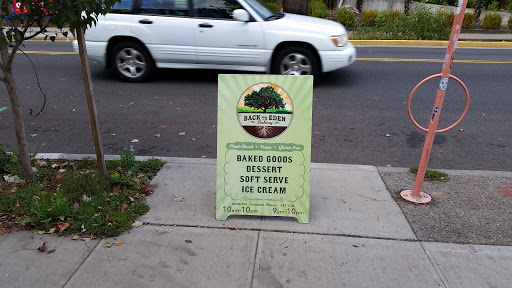 BACK TO EDEN
Bakery
Plant-Based • Vegan • Gluten-Free
BAKED GOODS
DESSERT
SOFT SERVE
ICE CREAM
10AM-10PM 9AM-10PM